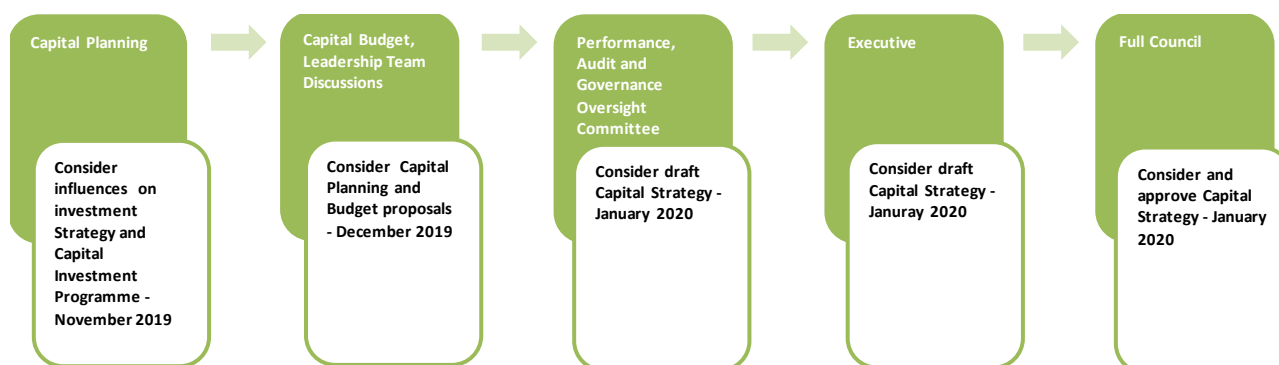 Capital Planning
Consider
influences on
investment
Strategy and
Capital
Investment
Programme -
November 2019
Capital Budget,
Leadership Team
Discussions
Consider Capital
Planning and
Budget proposals
- December 2019
Performance,
Audit and
Governance
Oversight
Committee
Consider draft
Capital Strategy -
January 2020
Executive
Consider draft
Capital Strategy -
Januray 2020
Full Council
Consider and
approve Capital
Strategy - January
2020